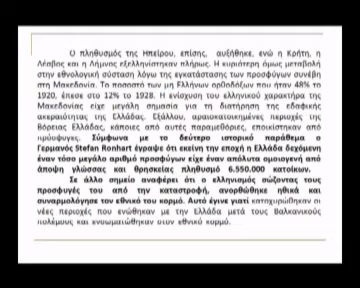 Ο πληθυσμός της Ηπείρου, επίσης, αυξήθηκε, ενώ η Κρήτη, η
Λέσβος και η Λήμνος εξελληνίστηκαν πλήρως. Η κυριότερη όμως μεταβολή
στην εθνολογική σύσταση λόγω της εγκατάστασης των προσφύγων συνέβη
στη Μακεδονία. Το ποσοστό των μη Ελλήνων ορθοδόξων που ήταν 48% το
1920, έπεσε στο 12% το 1928. Η ενίσχυση του ελληνικού χαρακτήρα της
Μακεδονίας είχε μεγάλη σημασία για τη διατήρηση της εδαφικής
ακεραιότητας της Ελλάδας. Εξάλλου, αραιοκατοικημένες περιοχές της
Βόρειας Ελλάδας, κάποιες από αυτές παραμεθόριες, εποικίστηκαν από
πρόσφυγες. Σύμφωνα με το δεύτερο ιστορικό παράθεμα ο
Γερμανός Stefan Ronhart έγραψε ότι εκείνη την εποχή η Ελλάδα δεχόμενη
έναν τόσο μεγάλο αριθμό προσφύγων είχε έναν απόλυτα ομοιογενή από
άποψη γλώσσας και θρησκείας πληθυσμό 6.550.000 κατοίκων.
Σε άλλο σημείο αναφέρει ότι ο ελληνισμός σώζοντας τους
προσφυγές του από την καταστροφή, ανορθώθηκε ηθικά και
συναρμολόγησε τον εθνικό του κορμό. Αυτό έγινε γιατί κατοχυρώθηκαν οι
νέες περιοχές που ενώθηκαν με την Ελλάδα μετά τους Βαλκανικούς
πολέμους και ενσωματώθηκαν στον εθνικό κορμό.